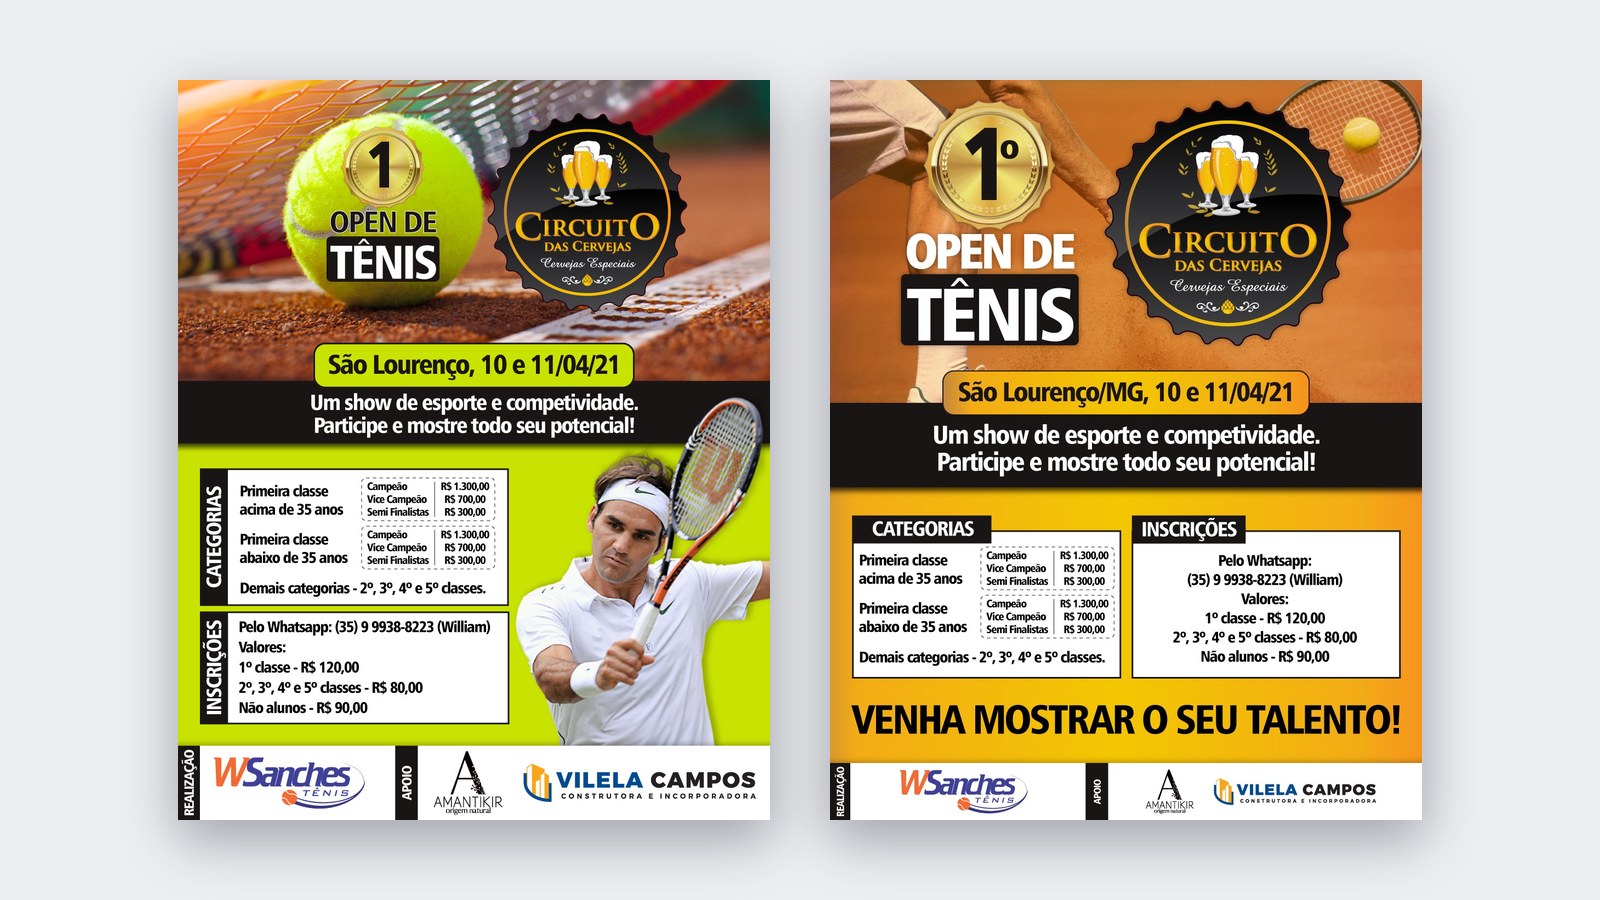 1
OPEN DE
TÊNIS
CIRCUITO
DAS CERVEJAS
Cervejas Especiais
São Lourenço, 10 e 11/04/21
Um show de esporte e competividade.
Participe e mostre todo seu potencial!
CATEGORIAS
Primeira classe
acima de 35 anos
Campeão R$ 1.300,00
Vice Campeão R$ 700,00
Semi Finalistas R$ 300,00
Primeira classe
abaixo de 35 anos
Campeão R$ 1.300,00
Vice Campeão R$ 700,00
Semi Finalistas R$ 300,00
Demais categorias - 2º, 3º, 4º e 5º classes.
INSCRIÇÕES
Pelo Whatsapp: (35) 9 9938-8223 (William)
Valores:
1º classe - R$ 120,00
2º, 3º, 4º e 5º classes - R$ 80,00
Não alunos - R$ 90,00
REALIZAÇÃO
WSanches
TÊNIS
APOIO
AMANTIKIR
origem natural
VILELA CAMPOS
CONSTRUTORA E INCORPORADORA
1º
OPEN DE
TÊNIS
CIRCUITO
DAS CERVEJAS
Cervejas Especiais
São Lourenço/MG, 10 e 11/04/21
Um show de esporte e competividade.
Participe e mostre todo seu potencial!
CATEGORIAS
Primeira classe
acima de 35 anos
Campeão R$ 1.300,00
Vice Campeão R$ 700,00
Semi Finalistas R$ 300,00
Primeira classe
abaixo de 35 anos
Campeão R$ 1.300,00
Vice Campeão R$ 700,00
Semi Finalistas R$ 300,00
Demais categorias - 2º, 3º, 4º e 5º classes.
INSCRIÇÕES
Pelo Whatsapp:
(35) 9 9938-8223 (William)
Valores:
1º classe - R$ 120,00
2º, 3º, 4º e 5º classes - R$ 80,00
Não alunos - R$ 90,00
VENHA MOSTRAR O SEU TALENTO!
REALIZAÇÃO
WSanches
TÊNIS
APOIO
AMANTIKIR
origem natural
VILELA CAMPOS
CONSTRUTORA E INCORPORADORA